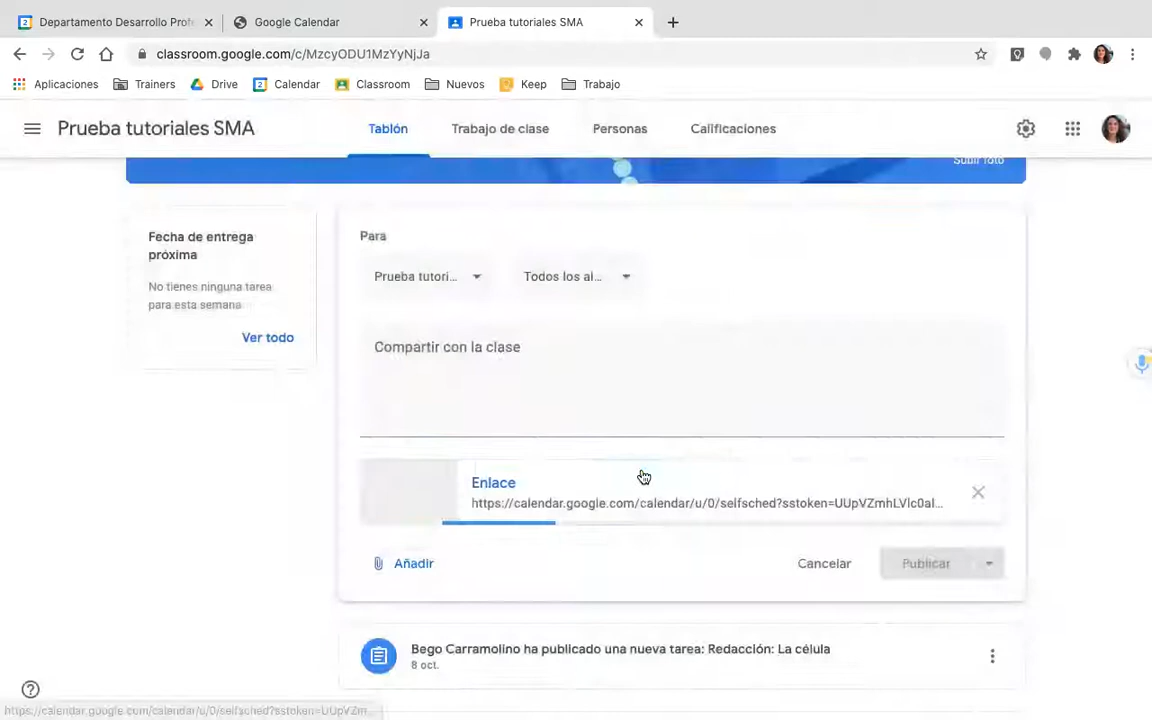 Departamento Desarrollo Profe
Google Calendar
Prueba tutoriales SMA
classroom.google.com/c/MzcyODU1MzYyNjJa
Aplicaciones
Trainers
Drive
Calendar
Classroom
Nuevos
Keep
Trabajo
Prueba tutoriales SMA
Tablón
Trabajo de clase
Personas
Calificaciones
Subir foto
Fecha de entrega
próxima
No tienes ninguna tarea
para esta semana
Ver todo
Para
Prueba tutori...
Todos los al...
Compartir con la clase
Enlace
https://calendar.google.com/calendar/u/0/selfsched?sstoken=UUpVZmhLVlc0al...
Añadir
Cancelar
Publicar
Bego Carramolino ha publicado una nueva tarea: Redacción: La célula
8 oct.
https://calendar.google.com/calendar/u/0/selfsched?sstoken=UUpVZm...